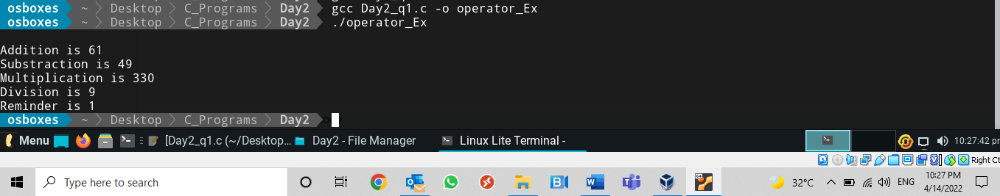 osboxes ~ Desktop C_Programs Day2 gcc Day2_q1.c -o operator_Ex
osboxes ~ Desktop C_Programs Day2 ./operator_Ex
Addition is 61
Substraction is 49
Multiplication is 330
Division is 9
Reminder is 1
osboxes ~ Desktop C_Programs Day2
Menu [Day2_q1.c (~/Desktop... Day2 - File Manager Linux Lite Terminal - 10:27:42 pm
Right Ct
Type here to search 32°C ENG 10:27 PM
4/14/2022